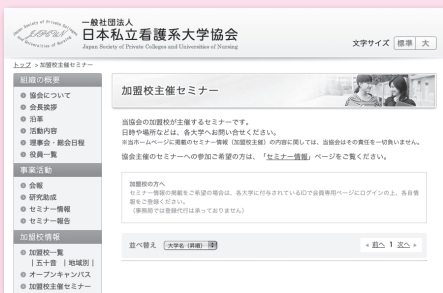 一般社団法人
日本私立看護系大学協会
Japan Society of Private Colleges and Universities of Nursing
文字サイズ 標準 大
トップ > 加盟校主催セミナー
組織の概要
協会について
会長挨拶
沿革
活動内容
理事会・総会日程
役員一覧
事業活動
会報
研究助成
セミナー情報
セミナー報告
加盟校情報
加盟校一覧
| 五十音 | 地域別 |
オープンキャンパス
加盟校主催セミナー
加盟校主催セミナー
当協会の加盟校が主催するセミナーです。
日時や場所などは、各大学へお問い合せください。
※当ホームページに掲載のセミナー情報（加盟校主催）の内容に関しては、当協会はその責任を一切負いません。
協会主催のセミナーへの参加ご希望の方は、「セミナー情報」ページをご覧ください。
加盟校の方へ
セミナー情報の掲載をご希望の場合は、各大学に付与されているIDで会員専用ページにログインの上、各自情
報をご登録ください。
（事務局では登録代行は承っておりません）
並べ替え 大学名（昇順）
« 前へ 1 次へ »